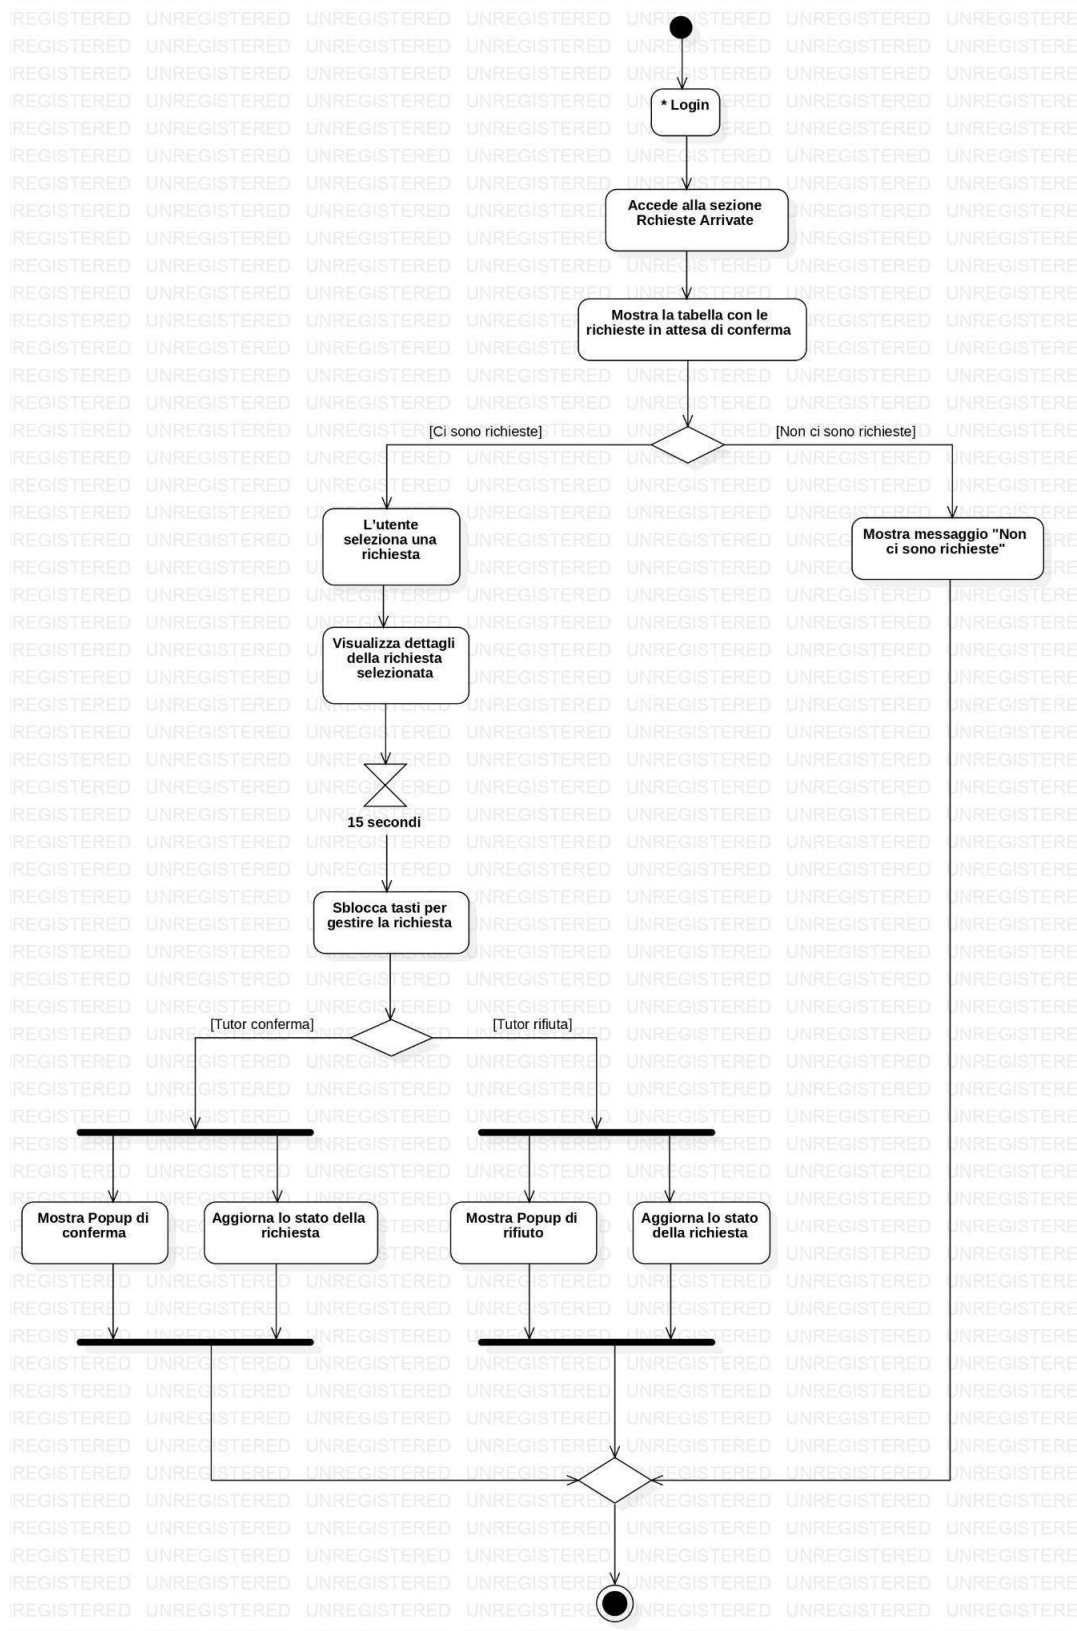 * Login
Accede alla sezione
Rchieste Arrivate
Mostra la tabella con le
richieste in attesa di conferma
[Ci sono richieste]
[Non ci sono richieste]
L'utente
seleziona una
richiesta
Mostra messaggio "Non
ci sono richieste"
Visualizza dettagli
della richiesta
selezionata
15 secondi
Sblocca tasti per
gestire la richiesta
[Tutor conferma]
[Tutor rifiuta]
Mostra Popup di
conferma
Aggiorna lo stato della
richiesta
Mostra Popup di
rifiuto
Aggiorna lo stato
della richiesta
UNREGISTERED